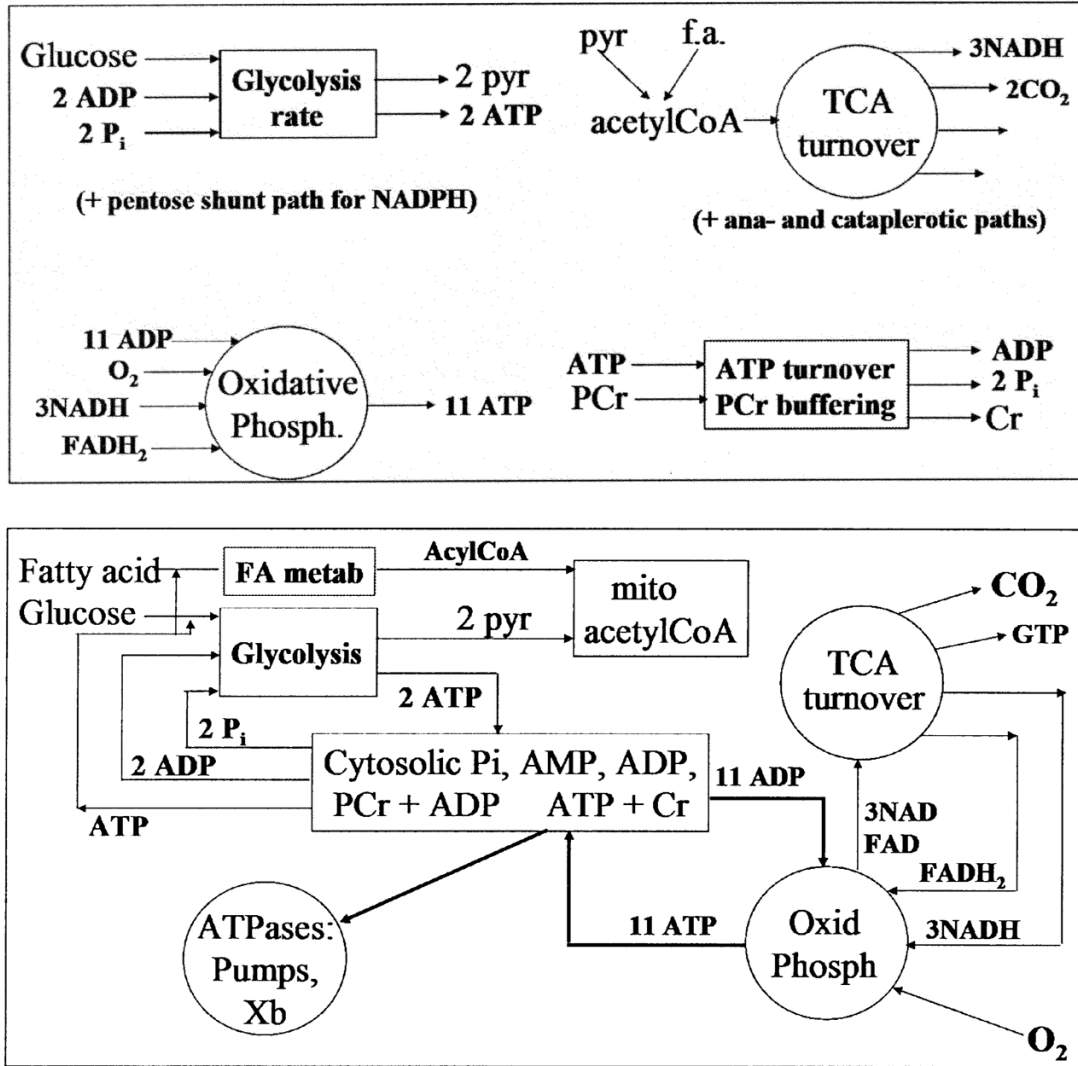 Glucose
2 ADP
2 Pi
Glycolysis
rate
2 pyr
2 ATP
(+ pentose shunt path for NADPH)
pyr f.a.
acetylCoA
TCA
turnover
3NADH
2CO2
(+ ana- and cataplerotic paths)
11 ADP
O2
3NADH
FADH2
Oxidative
Phosph.
11 ATP
ATP
PCr
ATP turnover
PCr buffering
ADP
2 Pi
Cr
Fatty acid
Glucose
FA metab
AcylCoA
Glycolysis
2 pyr
mito
acetylCoA
2 ATP
2 Pi
2 ADP
ATP
Cytosolic Pi, AMP, ADP,
PCr + ADP ATP + Cr
11 ADP
TCA
turnover
CO2
GTP
3NAD
FAD
FADH2
3NADH
11 ATP
Oxid
Phosph
O2
ATPases:
Pumps,
Xb